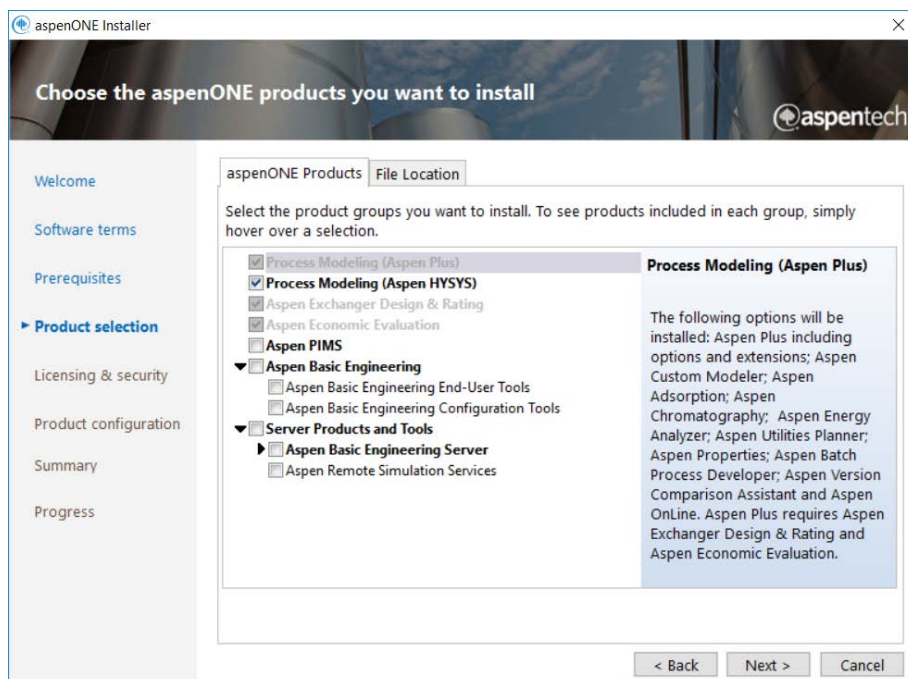 aspenONE Installer
Choose the aspenONE products you want to install
aspentech
Welcome
Software terms
Prerequisites
Product selection
Licensing & security
Product configuration
Summary
Progress
aspenONE Products
File Location
Select the product groups you want to install. To see products included in each group, simply
hover over a selection.
Process Modeling (Aspen Plus)
Process Modeling (Aspen HYSYS)
Aspen Exchanger Design & Rating
Aspen Economic Evaluation
Aspen PIMS
Aspen Basic Engineering
Aspen Basic Engineering End-User Tools
Aspen Basic Engineering Configuration Tools
Server Products and Tools
Aspen Basic Engineering Server
Aspen Remote Simulation Services
Process Modeling (Aspen Plus)
The following options will be
installed: Aspen Plus including
options and extensions; Aspen
Custom Modeler; Aspen
Adsorption; Aspen
Chromatography; Aspen Energy
Analyzer; Aspen Utilities Planner;
Aspen Properties; Aspen Batch
Process Developer; Aspen Version
Comparison Assistant and Aspen
OnLine. Aspen Plus requires Aspen
Exchanger Design & Rating and
Aspen Economic Evaluation.
< Back
Next >
Cancel